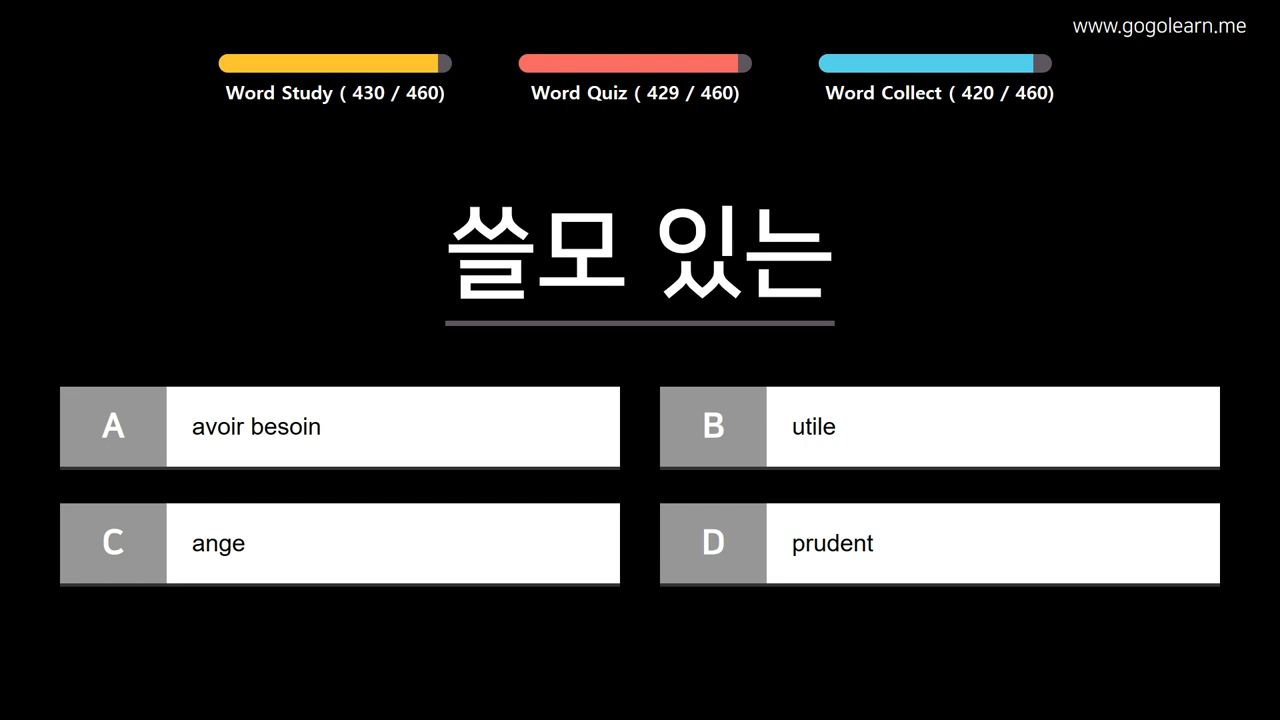 www.gogolearn.me
Word Study ( 430 / 460)
Word Quiz ( 429 / 460)
Word Collect ( 420 / 460)
쓸모 있는
A avoir besoin
B utile
C ange
D prudent